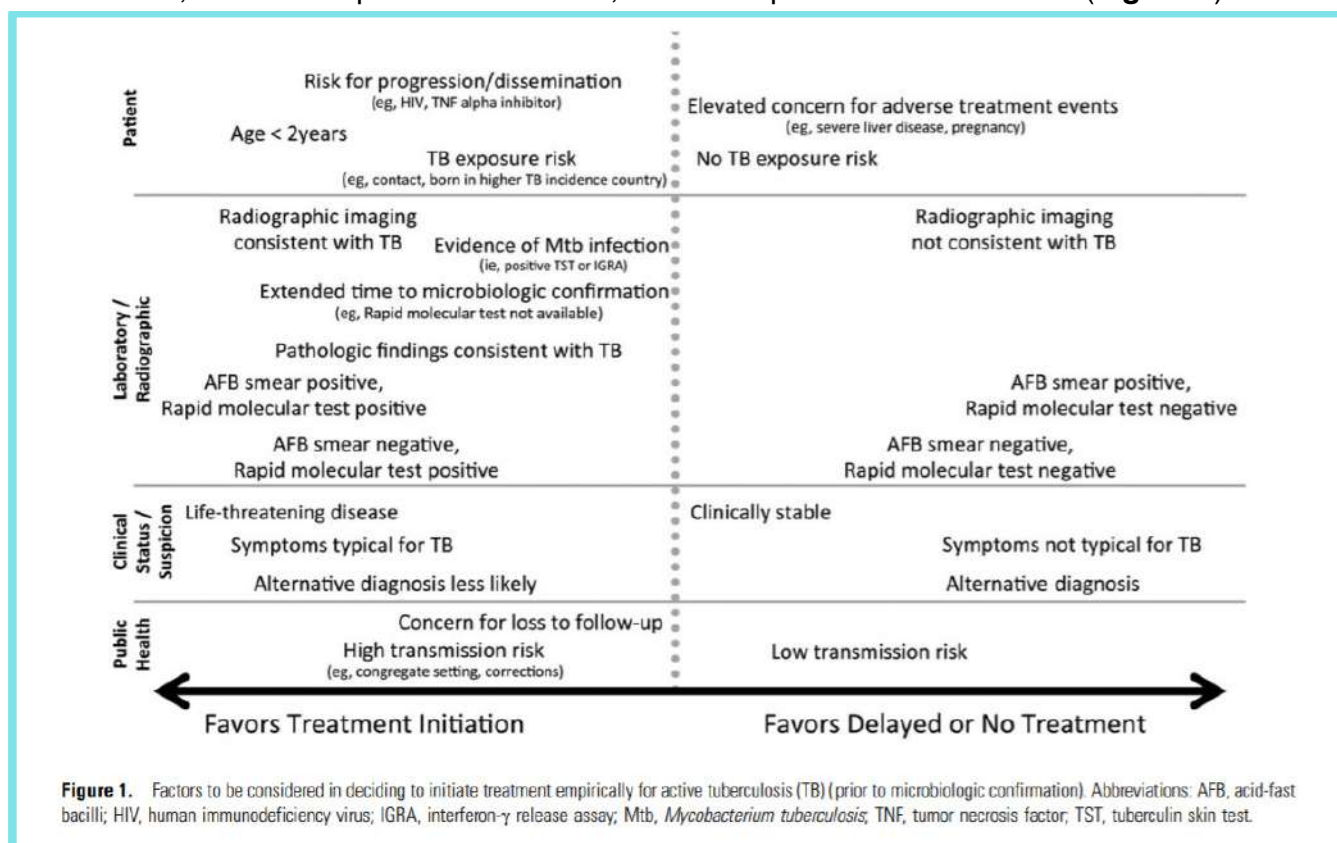 Patient
Risk for progression/dissemination
(eg, HIV, TNF alpha inhibitor)
Elevated concern for adverse treatment events
(eg, severe liver disease, pregnancy)
Age < 2years
TB exposure risk
(eg, contact, born in higher TB incidence country)
No TB exposure risk
Laboratory /
Radiographic
Radiographic imaging
consistent with TB
Radiographic imaging
not consistent with TB
Evidence of Mtb infection
(ie, positive TST or IGRA)
Extended time to microbiologic confirmation
(eg, Rapid molecular test not available)
Pathologic findings consistent with TB
AFB smear positive,
Rapid molecular test positive
AFB smear positive,
Rapid molecular test negative
AFB smear negative,
Rapid molecular test positive
AFB smear negative,
Rapid molecular test negative
Clinical
Status /
Suspicion
Life-threatening disease
Clinically stable
Symptoms typical for TB
Symptoms not typical for TB
Alternative diagnosis less likely
Alternative diagnosis
Public
Health
Concern for loss to follow-up
High transmission risk
(eg, congregate setting, corrections)
Low transmission risk
Favors Treatment Initiation
Favors Delayed or No Treatment
Figure 1. Factors to be considered in deciding to initiate treatment empirically for active tuberculosis (TB) (prior to microbiologic confirmation). Abbreviations: AFB, acid-fast
bacilli; HIV, human immunodeficiency virus; IGRA, interferon-γ release assay; Mtb, Mycobacterium tuberculosis; TNF, tumor necrosis factor; TST, tuberculin skin test.